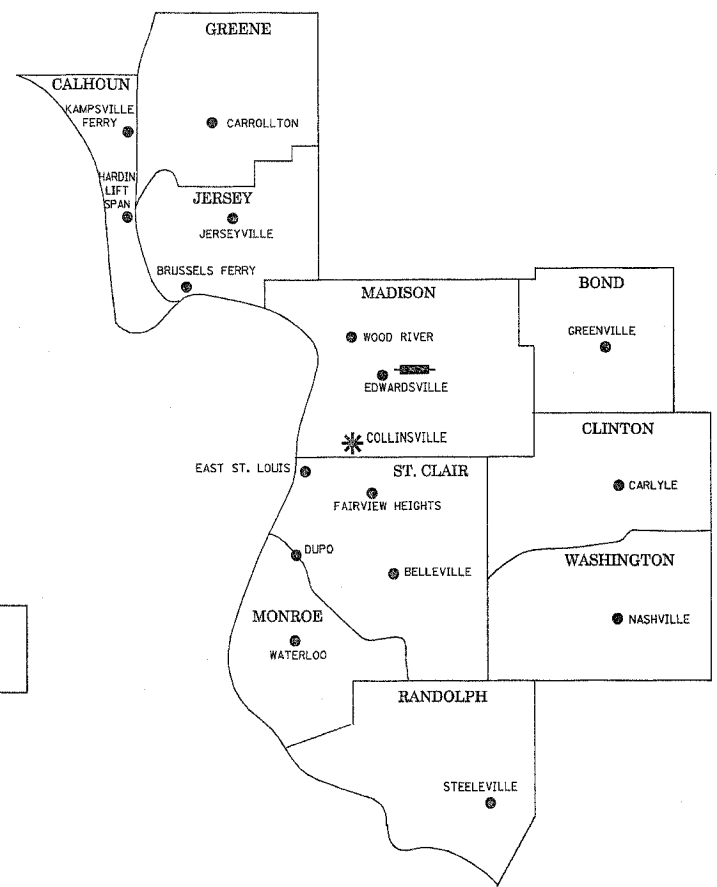 GREENE
CALHOUN
KAMPSVILLE
FERRY
CARROLLTON
HARDIN
LIFT
SPAN
JERSEY
JERSEYVILLE
BRUSSELS FERRY
MADISON
BOND
WOOD RIVER
GREENVILLE
EDWARDSVILLE
COLLINSVILLE
CLINTON
EAST ST. LOUIS
ST. CLAIR
CARLYLE
FAIRVIEW HEIGHTS
DUPO
WASHINGTON
BELLEVILLE
MONROE
NASHVILLE
WATERLOO
RANDOLPH
STEELEVILLE